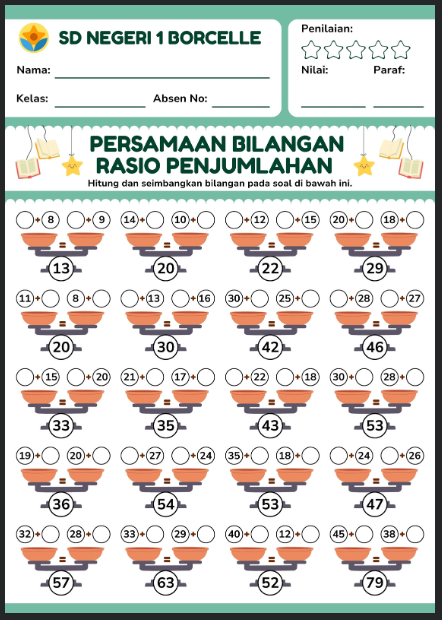 SD NEGERI 1 BORCELLE
Nama:
Kelas: Absen No:
Penilaian:
Nilai: Paraf:
PERSAMAAN BILANGAN
RASIO PENJUMLAHAN
Hitung dan seimbangkan bilangan pada soal di bawah ini.
+ 8 + 9 14 + 10 + + 12 + 15 20 + 18 +
= = = =
13 20 22 29
11 + 8 + + 13 + 16 30 + 25 + + 28 + 27
= = = =
20 30 42 46
+ 15 + 20 21 + 17 + + 22 + 18 30 + 28 +
= = = =
33 35 43 53
19 + 20 + + 27 + 24 35 + 18 + + 24 + 26
= = = =
36 54 53 47
32 + 28 + 33 + 29 + 40 + 12 + 45 + 38 +
= = = =
57 63 52 79